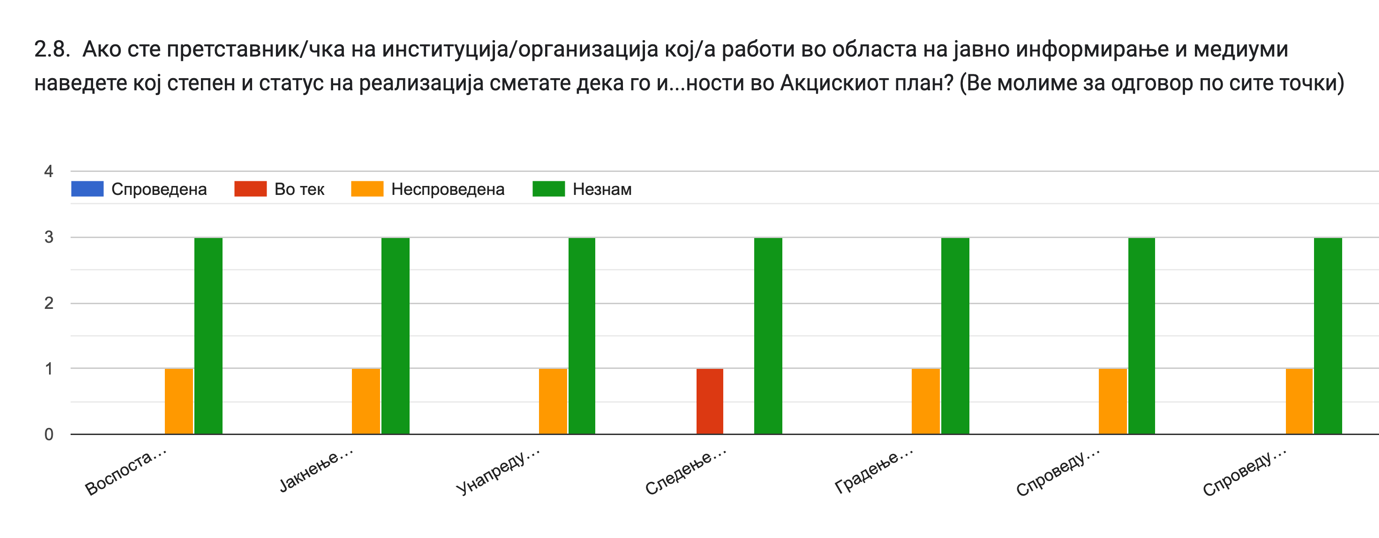 2.8. Ако сте претставник/чка на институција/организација кој/а работи во областа на јавно информирање и медиуми
наведете кој степен и статус на реализација сметате дека го и...ности во Акцискиот план? (Ве молиме за одговор по сите точки)
4
Спроведена Во тек Неспроведена Незнам
3
2
1
0
Воспоста... Јакнење... Унапреду... Следење... Градење... Спроведу... Спроведу...